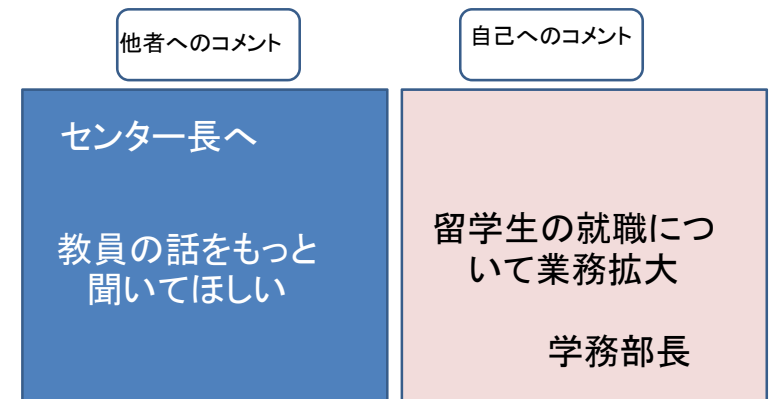 他者へのコメント
自己へのコメント
センター長へ
教員の話をもっと
聞いてほしい
留学生の就職につ
いて業務拡大
学務部長